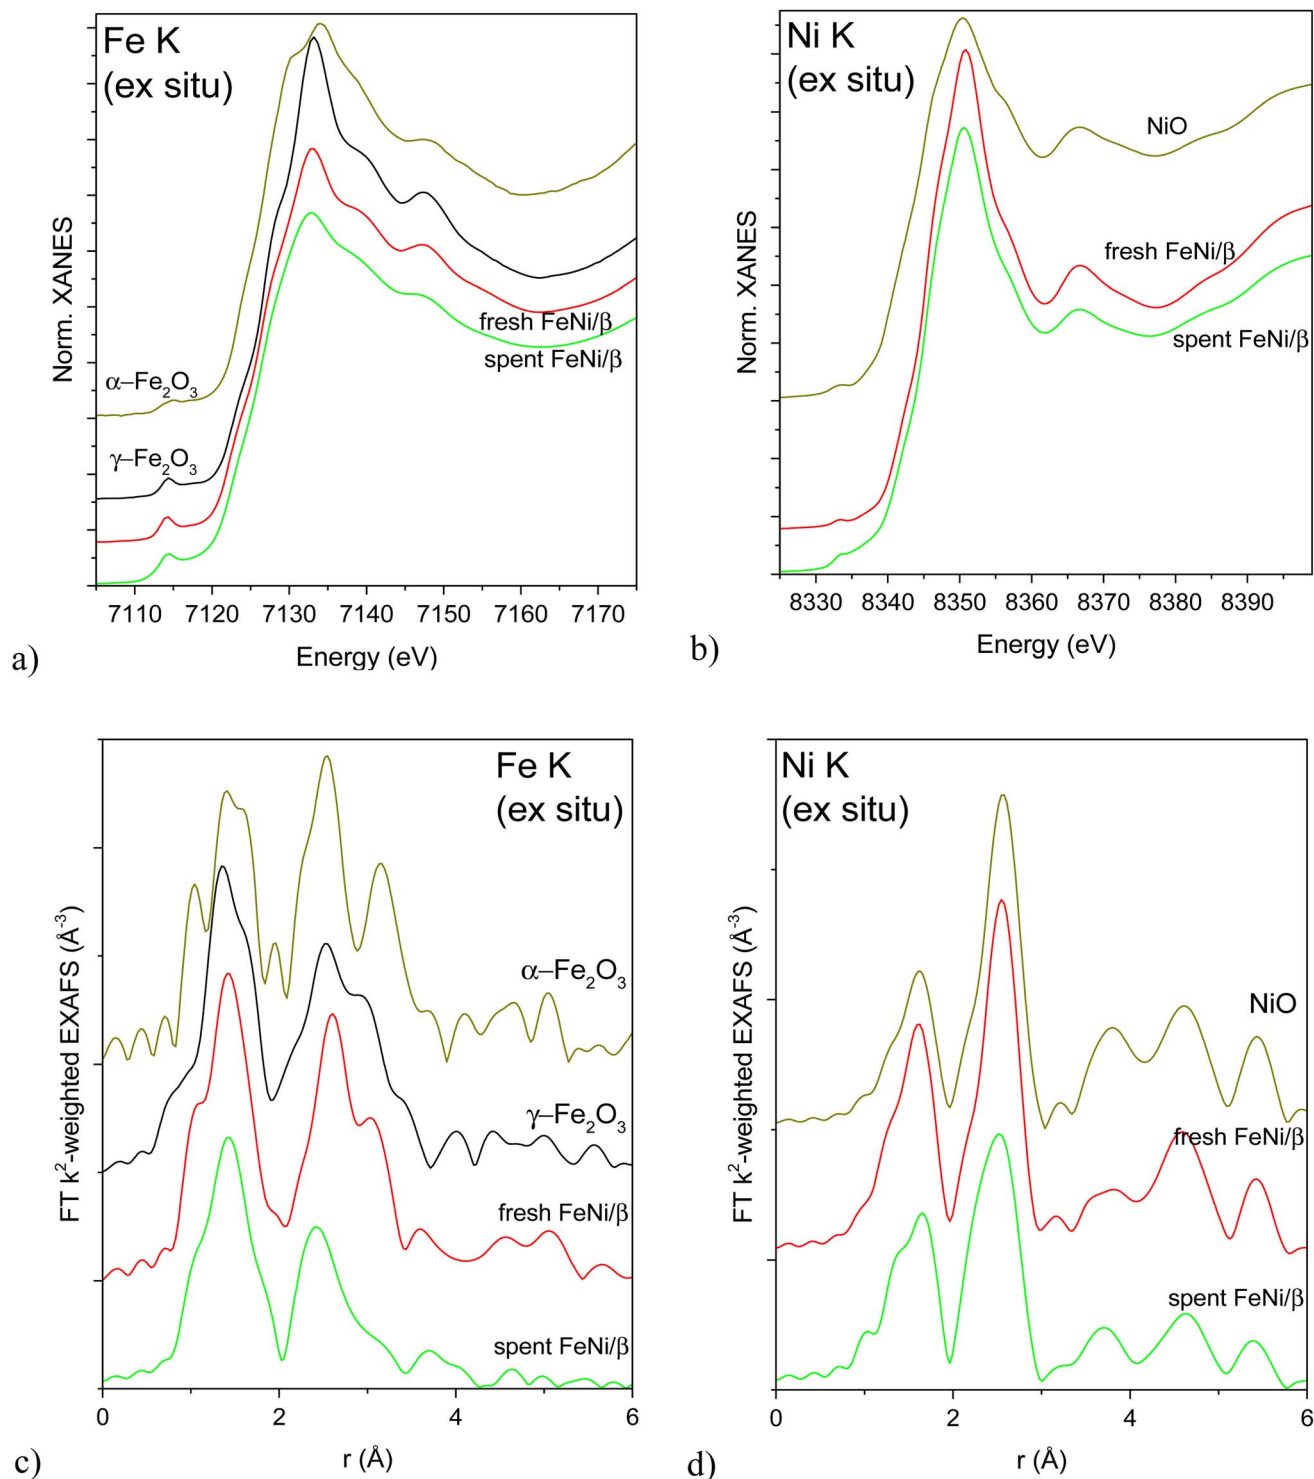 Fe K
(ex situ)
Norm. XANES
α–Fe₂O₃
γ–Fe₂O₃
fresh FeNi/β
spent FeNi/β
7110 7120 7130 7140 7150 7160 7170
Energy (eV)
a)
Ni K
(ex situ)
Norm. XANES
NiO
fresh FeNi/β
spent FeNi/β
8330 8340 8350 8360 8370 8380 8390
Energy (eV)
b)
Fe K
(ex situ)
FT k²-weighted EXAFS (Å⁻³)
α–Fe₂O₃
γ–Fe₂O₃
fresh FeNi/β
spent FeNi/β
0 2 4 6
r (Å)
c)
Ni K
(ex situ)
FT k²-weighted EXAFS (Å⁻³)
NiO
fresh FeNi/β
spent FeNi/β
0 2 4 6
r (Å)
d)